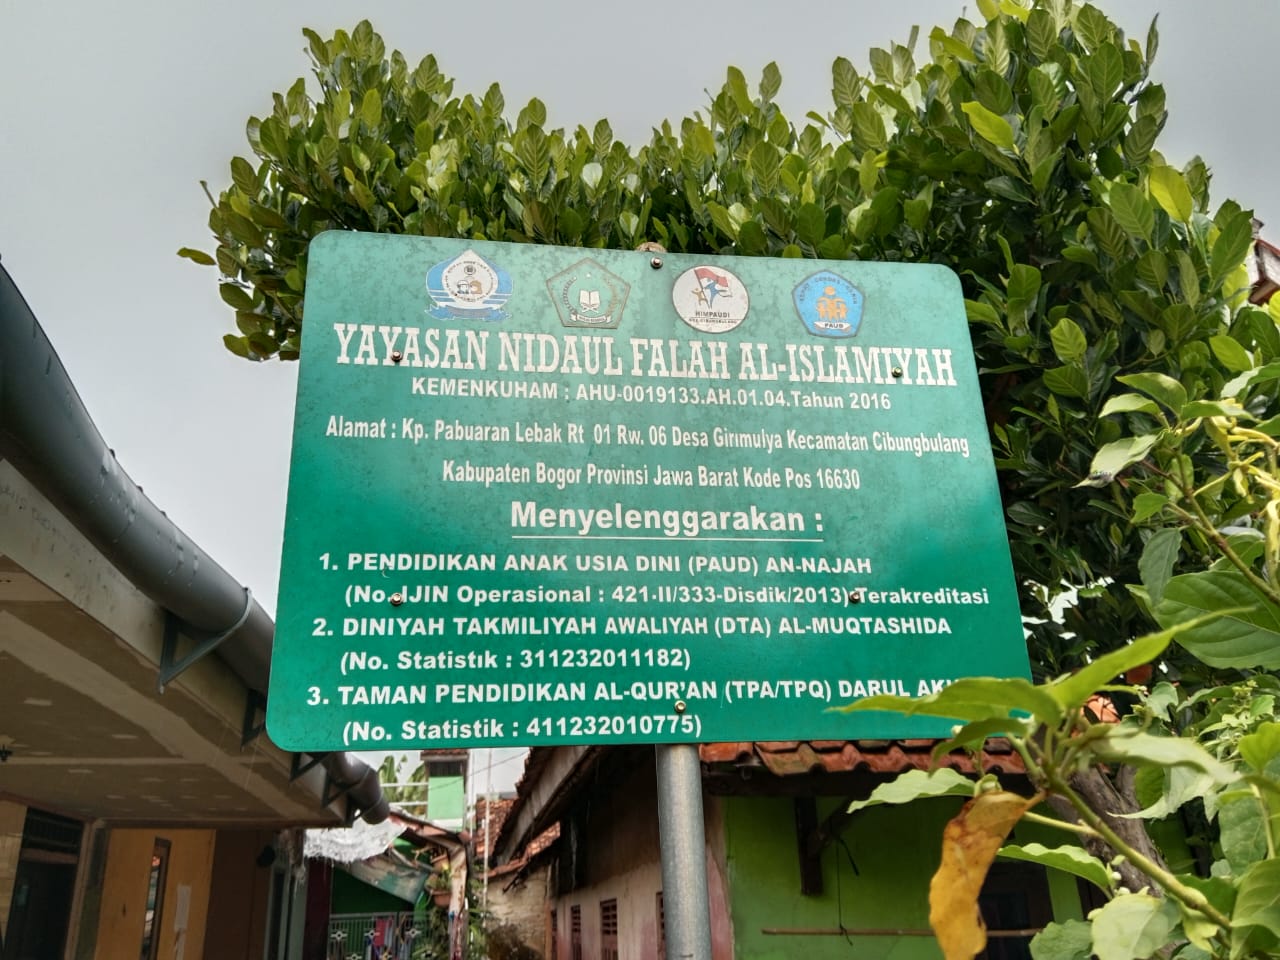 HIMPAUDI
PAUD
YAYASAN NIDAUL FALAH AL-ISLAMIYAH
KEMENKUHAM : AHU-0019133.AH.01.04.Tahun 2016
Alamat : Kp. Pabuaran Lebak Rt 01 Rw. 06 Desa Girimulya Kecamatan Cibungbulang
Kabupaten Bogor Provinsi Jawa Barat Kode Pos 16630
Menyelenggarakan :
1. PENDIDIKAN ANAK USIA DINI (PAUD) AN-NAJAH
(No. IJIN Operasional : 421-II/333-Disdik/2013) Terakreditasi
2. DINIYAH TAKMILIYAH AWALIYAH (DTA) AL-MUQTASHIDA
(No. Statistik : 311232011182)
3. TAMAN PENDIDIKAN AL-QUR'AN (TPA/TPQ) DARUL
(No. Statistik : 411232010775)